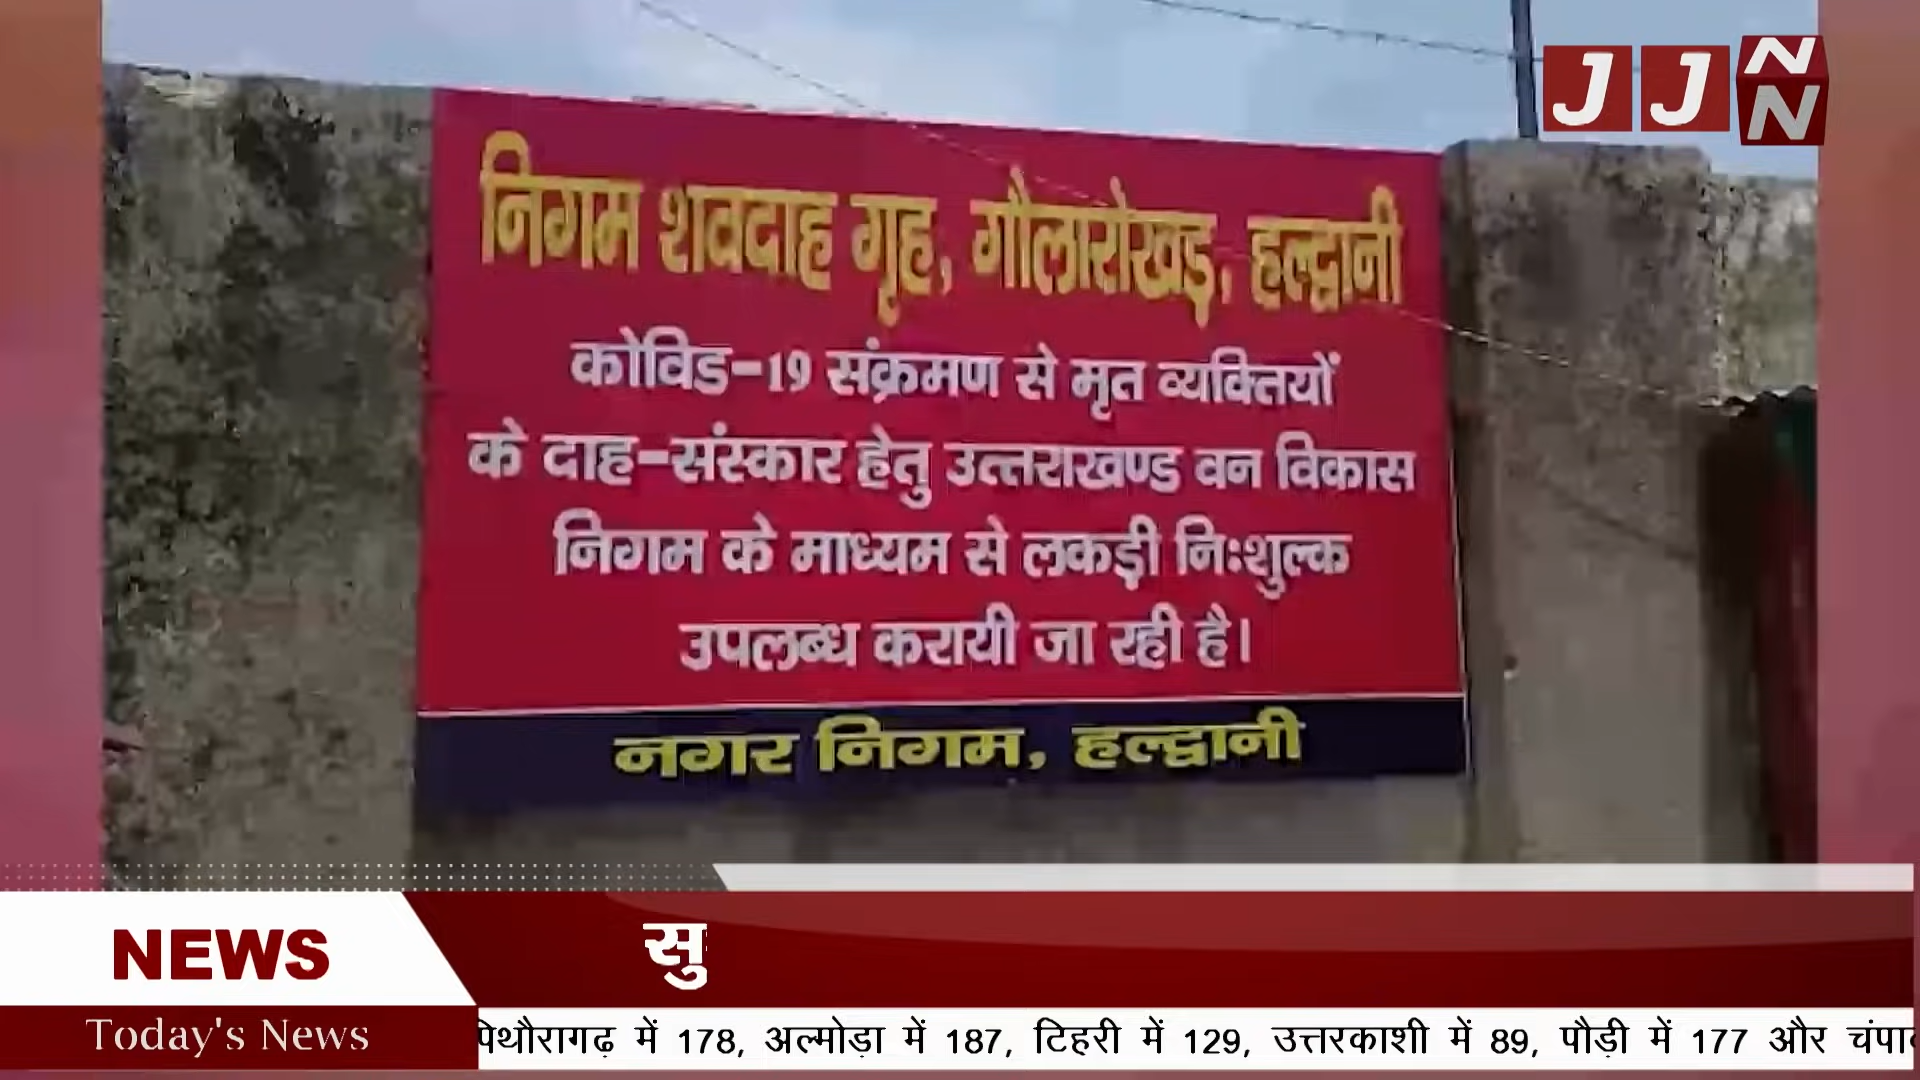 JJNN
निगम शवदाह गृह, गौलारोखड़, हल्द्वानी
कोविड-19 संक्रमण से मृत व्यक्तियों
के दाह-संस्कार हेतु उत्तराखण्ड वन विकास
निगम के माध्यम से लकड़ी निःशुल्क
उपलब्ध करायी जा रही है।
नगर निगम, हल्द्वानी
NEWS
सु
Today's News
पिथौरागढ़ में 178, अल्मोड़ा में 187, टिहरी में 129, उत्तरकाशी में 89, पौड़ी में 177 और